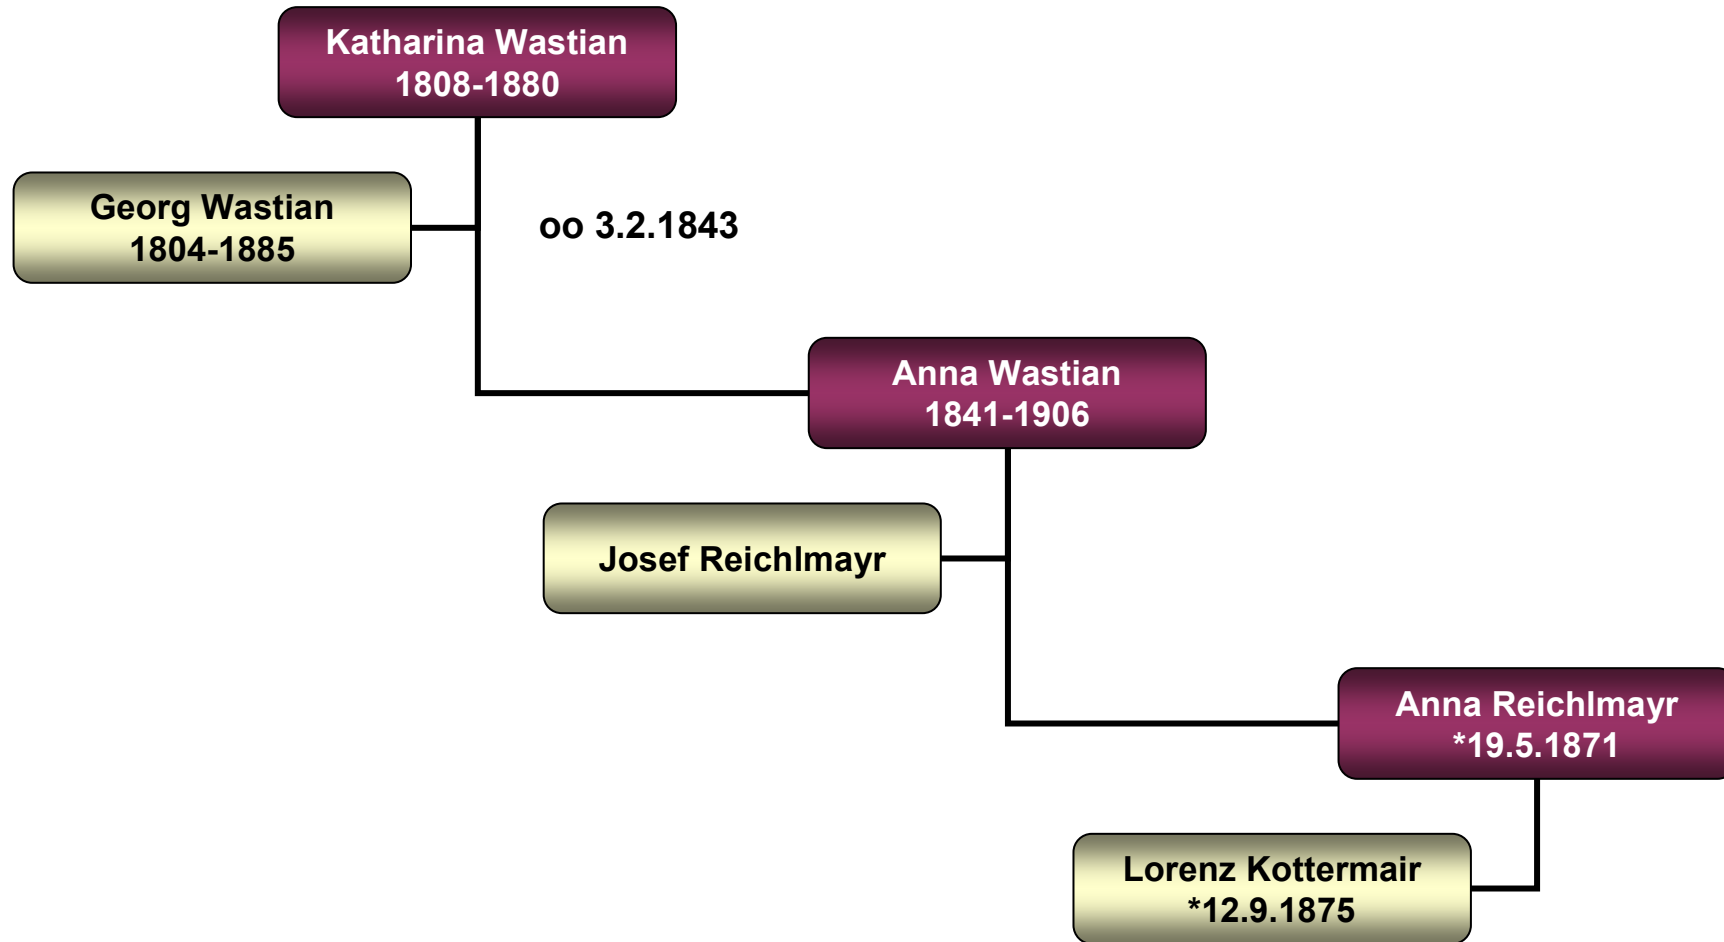 Katharina Wastian
1808-1880
Georg Wastian
1804-1885
oo 3.2.1843
Anna Wastian
1841-1906
Josef Reichlmayr
Anna Reichlmayr
*19.5.1871
Lorenz Kottermair
*12.9.1875